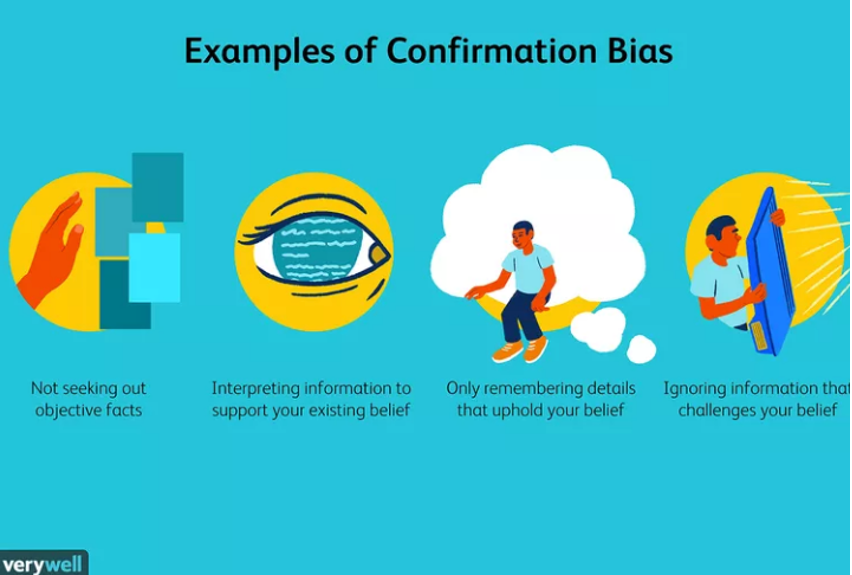 Examples of Confirmation Bias
Not seeking out
objective facts
Interpreting information to
support your existing belief
Only remembering details
that uphold your belief
Ignoring information that
challenges your belief
verywell